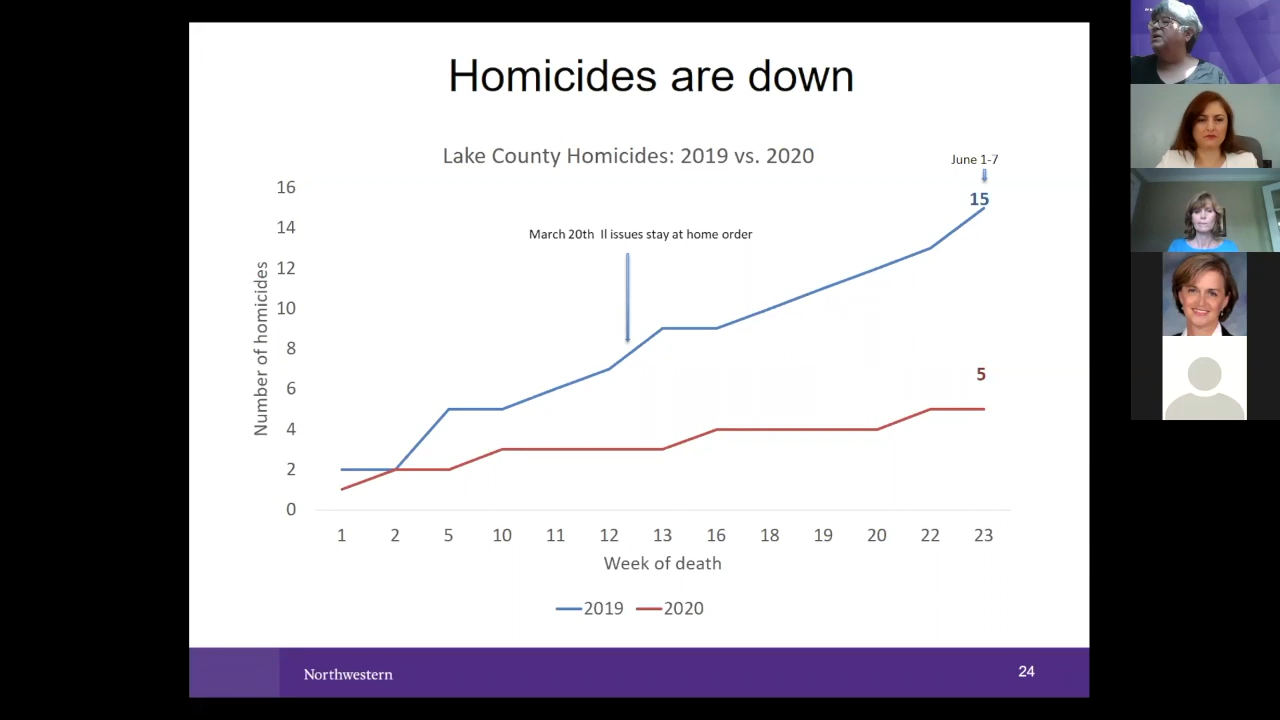 Homicides are down
Lake County Homicides: 2019 vs. 2020
June 1-7
16
15
14
March 20th Il issues stay at home order
12
10
8
6
4
2
0
5
Number of homicides
1 2 5 10 11 12 13 16 18 19 20 22 23
Week of death
2019 2020
Northwestern
24